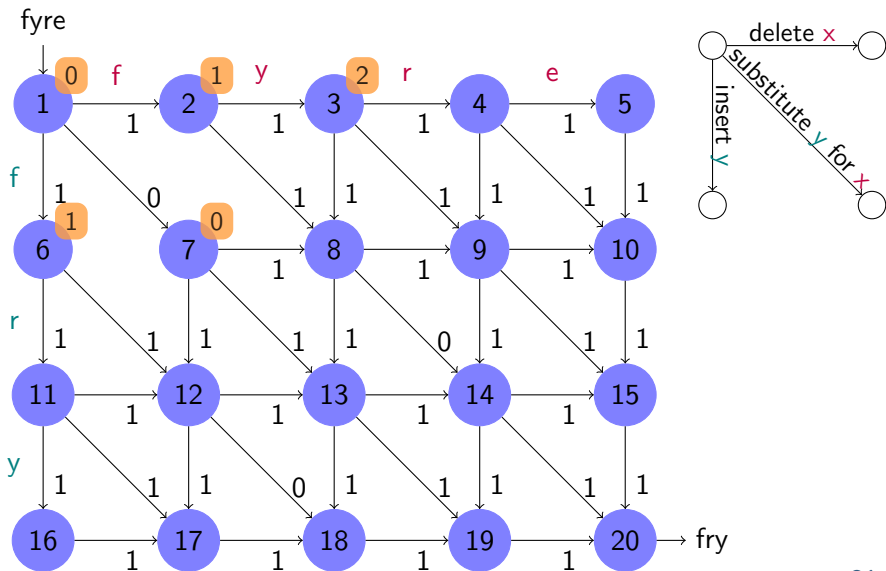 fyre
0 f 1 y 2 r e
1 2 3 4 5
1 1 1 1
f 1 0 1 1 1 1 1 1
1 0
6 7 8 9 10
1 1 1
r 1 1 1 1 1 0 1 1 1
11 12 13 14 15
1 1 1 1
y 1 1 1 0 1 1 1 1 1
16 17 18 19 20 fry
1 1 1 1
delete x
substitute y for x
insert y